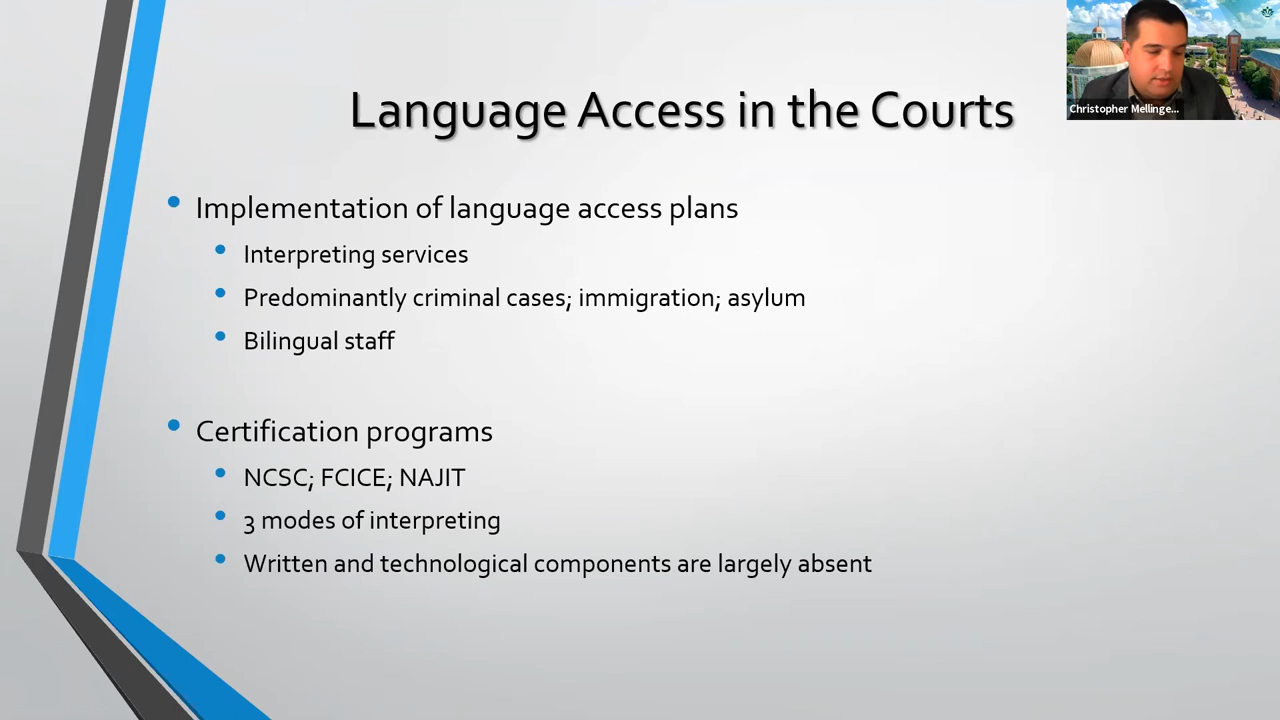 Language Access in the Courts
Christopher Mellinge...
Implementation of language access plans
Interpreting services
Predominantly criminal cases; immigration; asylum
Bilingual staff
Certification programs
NCSC; FCICE; NAJIT
3 modes of interpreting
Written and technological components are largely absent